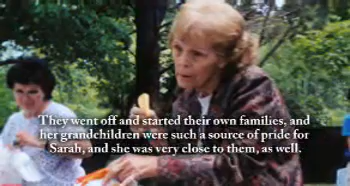 They went off and started their own families, and
her grandchildren were such a source of pride for
Sarah, and she was very close to them, as well.